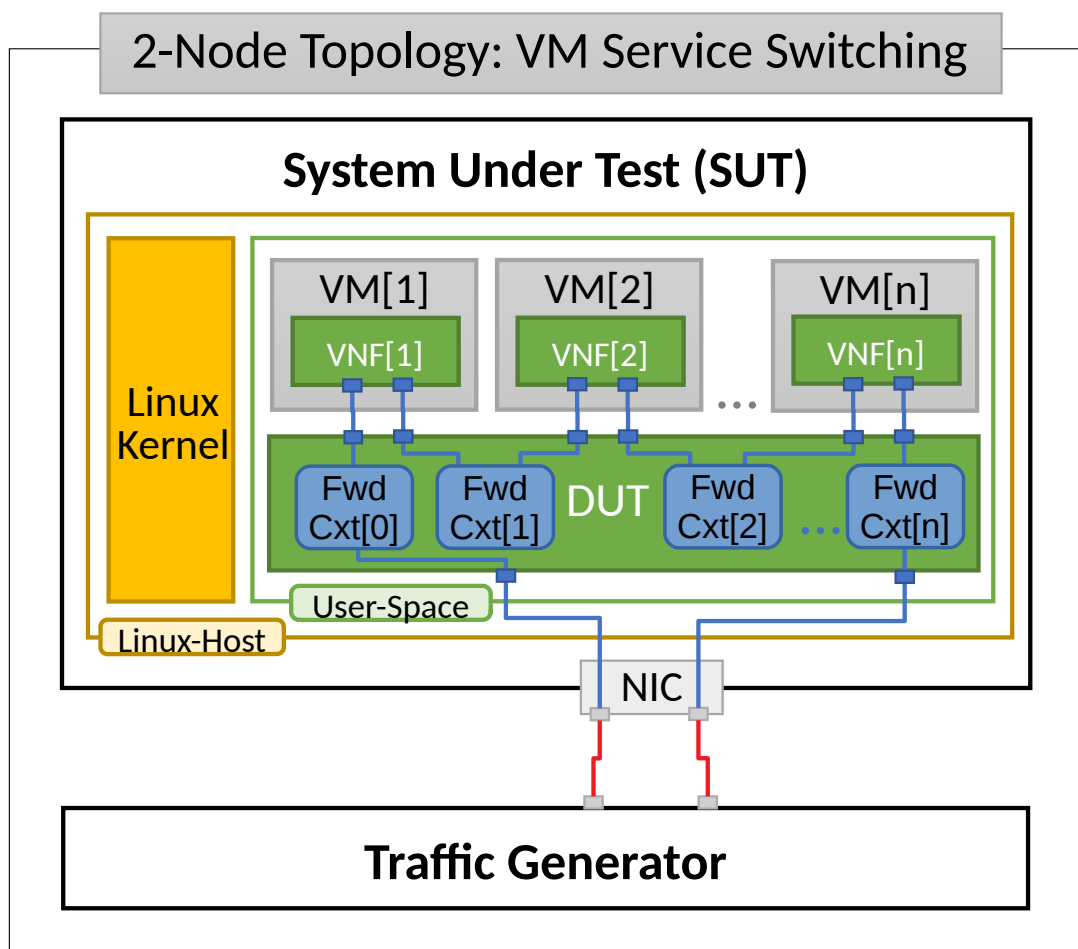 2-Node Topology: VM Service Switching
System Under Test (SUT)
Linux
Kernel
VM[1]
VNF[1]
VM[2]
VNF[2]
...
VM[n]
VNF[n]
Fwd
Cxt[0]
Fwd
Cxt[1]
DUT
Fwd
Cxt[2]
...
Fwd
Cxt[n]
User-Space
Linux-Host
NIC
Traffic Generator